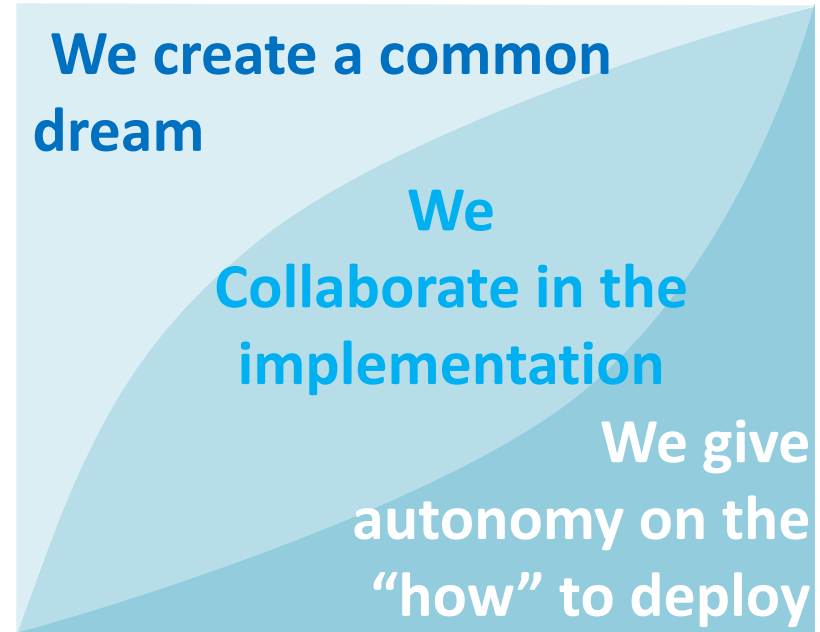 We create a common
dream
We
Collaborate in the
implementation
We give
autonomy on the
“how” to deploy